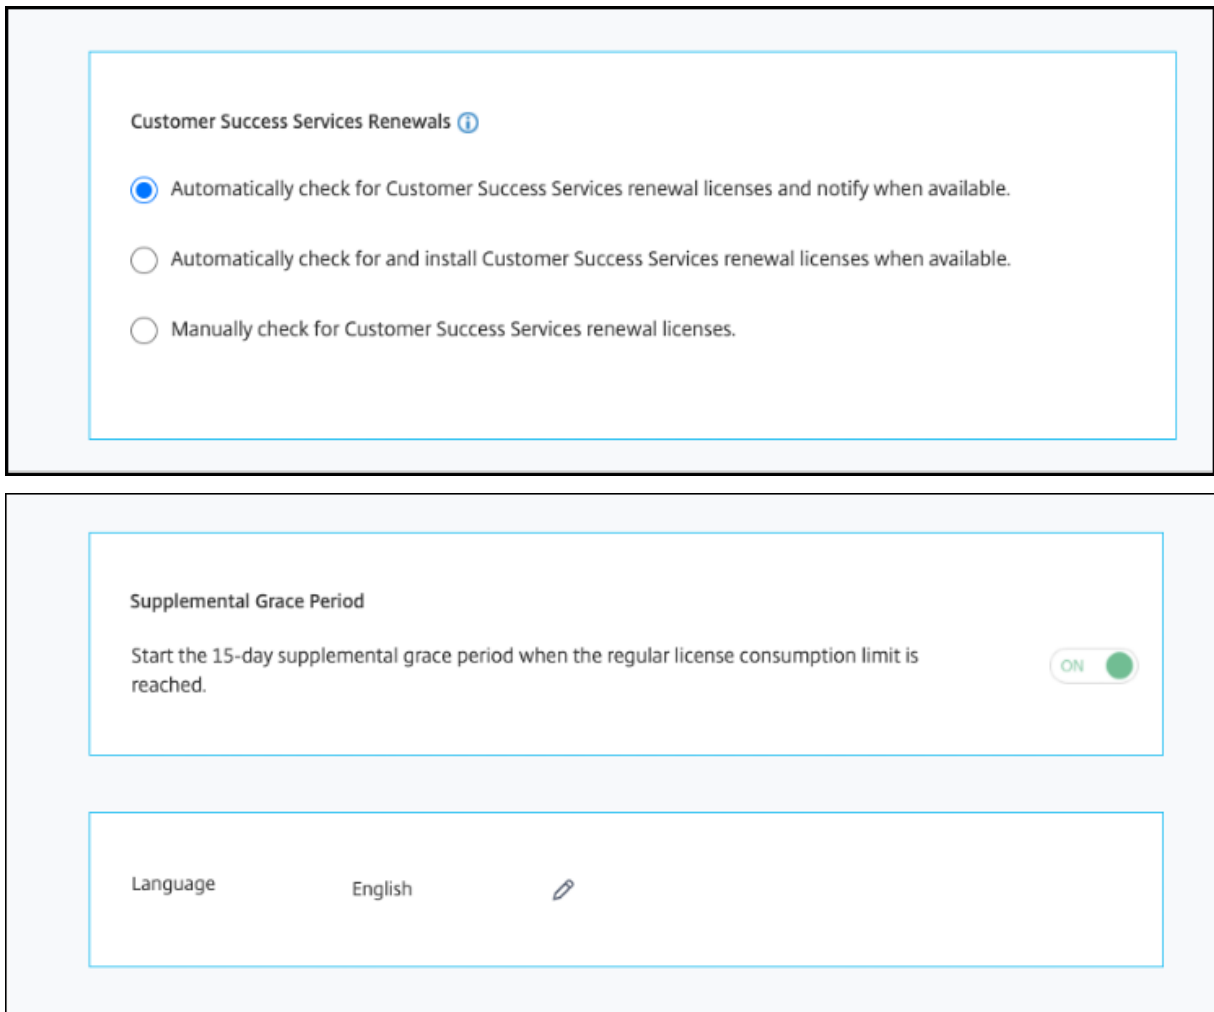 Customer Success Services Renewals
Automatically check for Customer Success Services renewal licenses and notify when available.
Automatically check for and install Customer Success Services renewal licenses when available.
Manually check for Customer Success Services renewal licenses.
Supplemental Grace Period
Start the 15-day supplemental grace period when the regular license consumption limit is
reached.
ON
Language
English